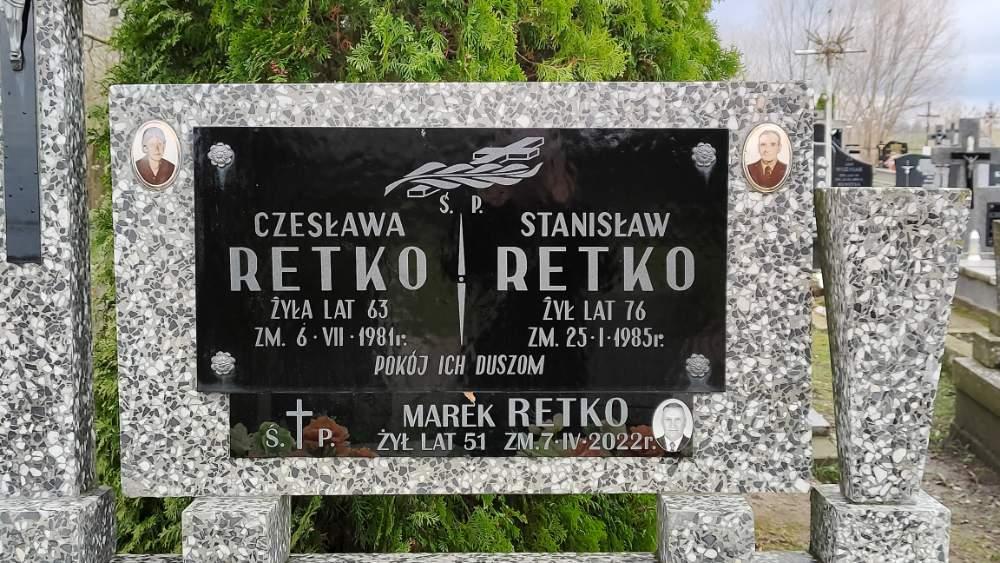 Ś. P.
CZESŁAWA
RETKO
ŻYŁA LAT 63
ZM. 6·VII·1981r.
STANISŁAW
RETKO
ŻYŁ LAT 76
ZM. 25·I·1985r.
POKÓJ ICH DUSZOM
Ś. P.
MAREK RETKO
ŻYŁ LAT 51 ZM. 7·IV·2022r.